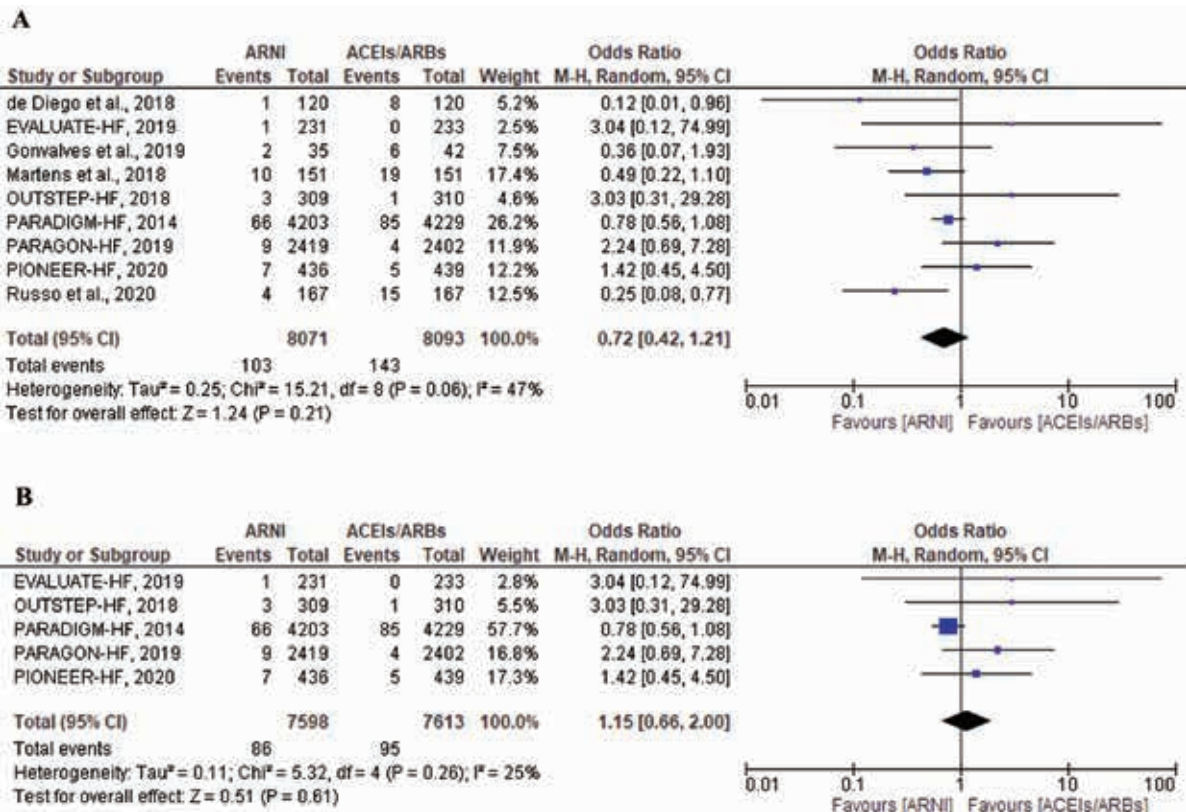 A
ARNI ACEIs/ARBs Odds Ratio Odds Ratio
Study or Subgroup Events Total Events Total Weight M-H, Random, 95% CI M-H, Random, 95% CI
de Diego et al., 2018 1 120 8 120 5.2% 0.12 [0.01, 0.96]
EVALUATE-HF, 2019 1 231 0 233 2.5% 3.04 [0.12, 74.99]
Gonvalves et al., 2019 2 35 6 42 7.5% 0.36 [0.07, 1.93]
Martens et al., 2018 10 151 19 151 17.4% 0.49 [0.22, 1.10]
OUTSTEP-HF, 2018 3 309 1 310 4.6% 3.03 [0.31, 29.28]
PARADIGM-HF, 2014 66 4203 85 4229 26.2% 0.78 [0.56, 1.08]
PARAGON-HF, 2019 9 2419 4 2402 11.9% 2.24 [0.69, 7.28]
PIONEER-HF, 2020 7 436 5 439 12.2% 1.42 [0.45, 4.50]
Russo et al., 2020 4 167 15 167 12.5% 0.25 [0.08, 0.77]
Total (95% CI) 8071 8093 100.0% 0.72 [0.42, 1.21]
Total events 103 143
Heterogeneity: Tau² = 0.25; Chi² = 15.21, df = 8 (P = 0.06); I² = 47%
Test for overall effect: Z = 1.24 (P = 0.21)
0.01 0.1 1 10 100
Favours [ARNI] Favours [ACEIs/ARBs]
B
ARNI ACEIs/ARBs Odds Ratio Odds Ratio
Study or Subgroup Events Total Events Total Weight M-H, Random, 95% CI M-H, Random, 95% CI
EVALUATE-HF, 2019 1 231 0 233 2.8% 3.04 [0.12, 74.99]
OUTSTEP-HF, 2018 3 309 1 310 5.5% 3.03 [0.31, 29.28]
PARADIGM-HF, 2014 66 4203 85 4229 57.7% 0.78 [0.56, 1.08]
PARAGON-HF, 2019 9 2419 4 2402 16.8% 2.24 [0.69, 7.28]
PIONEER-HF, 2020 7 436 5 439 17.3% 1.42 [0.45, 4.50]
Total (95% CI) 7598 7613 100.0% 1.15 [0.66, 2.00]
Total events 86 95
Heterogeneity: Tau² = 0.11; Chi² = 5.32, df = 4 (P = 0.26); I² = 25%
Test for overall effect: Z = 0.51 (P = 0.61)
0.01 0.1 1 10 100
Favours [ARNI] Favours [ACEIs/ARBs]